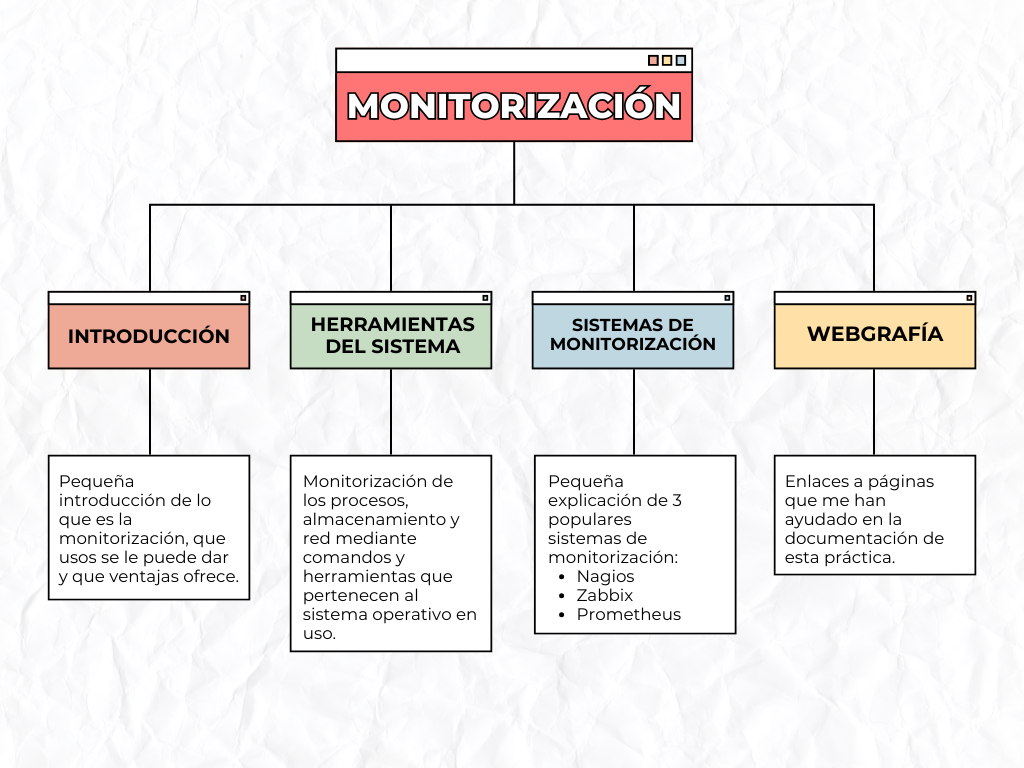 MONITORIZACIÓN
INTRODUCCIÓN
Pequeña
introducción de lo
que es la
monitorización, que
usos se le puede dar
y que ventajas ofrece.
HERRAMIENTAS
DEL SISTEMA
Monitorización de
los procesos,
almacenamiento y
red mediante
comandos y
herramientas que
pertenecen al
sistema operativo en
uso.
SISTEMAS DE
MONITORIZACIÓN
Pequeña
explicación de 3
populares
sistemas de
monitorización:
• Nagios
• Zabbix
• Prometheus
WEBGRAFÍA
Enlaces a páginas
que me han
ayudado en la
documentación de
esta práctica.